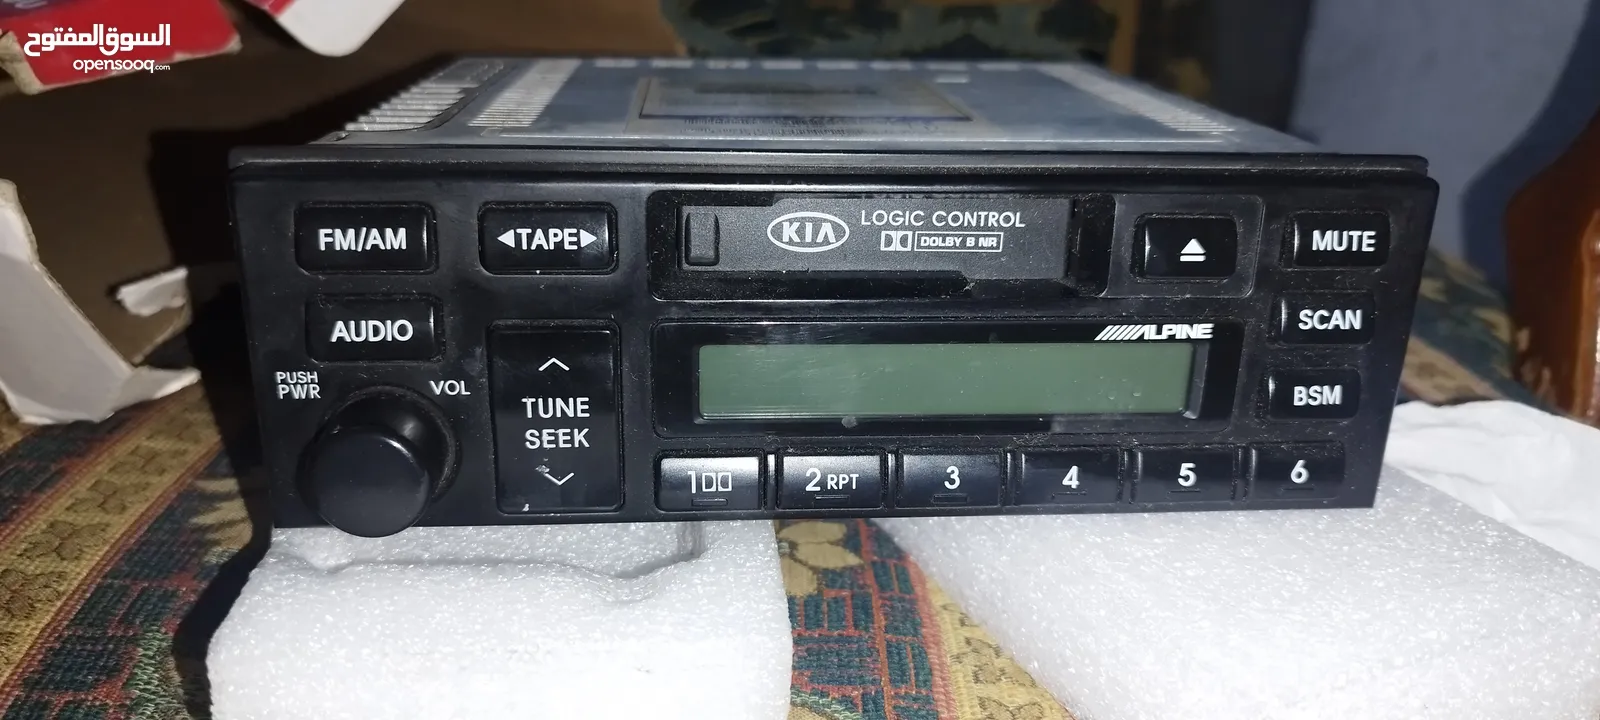 السوق المفتوح
opensooq.com
FM/AM
◀TAPE▶
KIA
LOGIC CONTROL
DOLBY B NR
⏏
MUTE
AUDIO
ALPINE
SCAN
PUSH
PWR
VOL
TUNE
SEEK
BSM
1
2 RPT
3
4
5
6